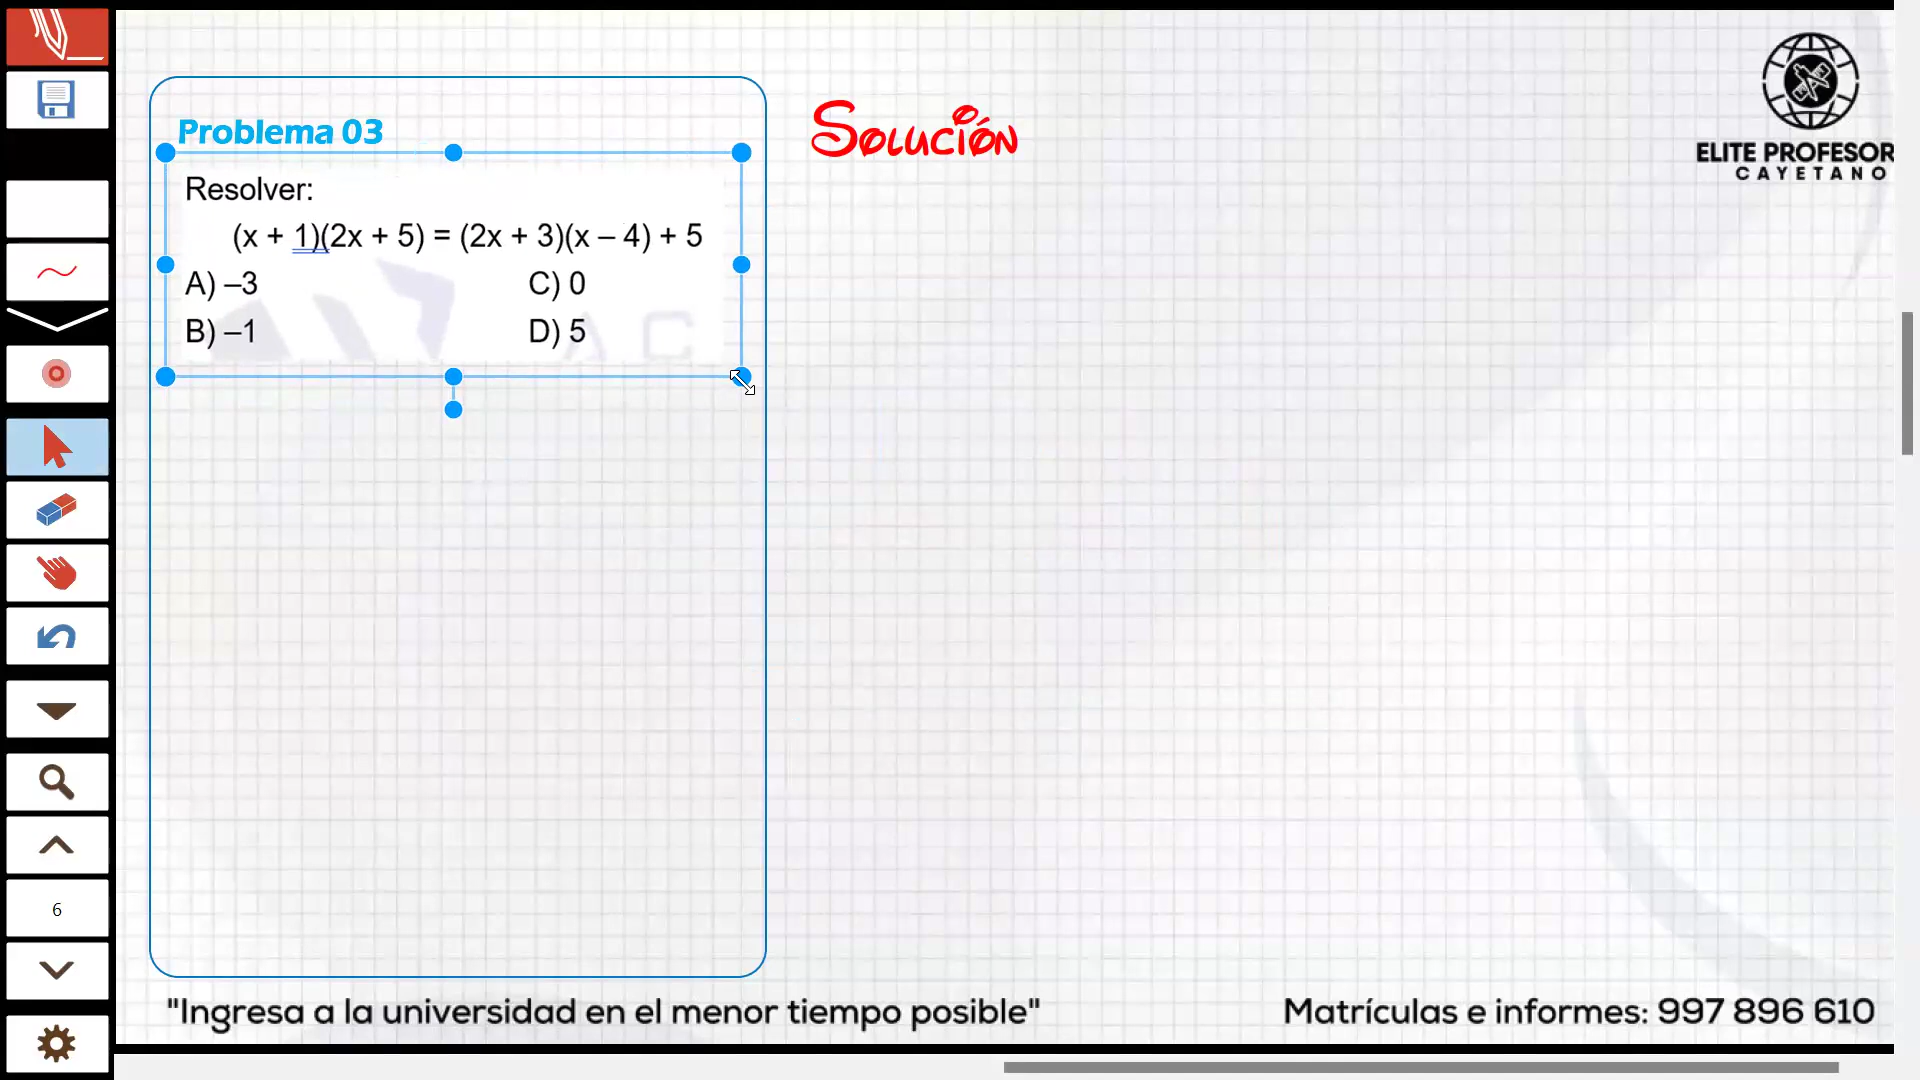 Problema 03
Solución
ELITE PROFESOR
CAYETANO
Resolver:
(x + 1)(2x + 5) = (2x + 3)(x – 4) + 5
A) –3
C) 0
B) –1
D) 5
A C
6
"Ingresa a la universidad en el menor tiempo posible"
Matrículas e informes: 997 896 610